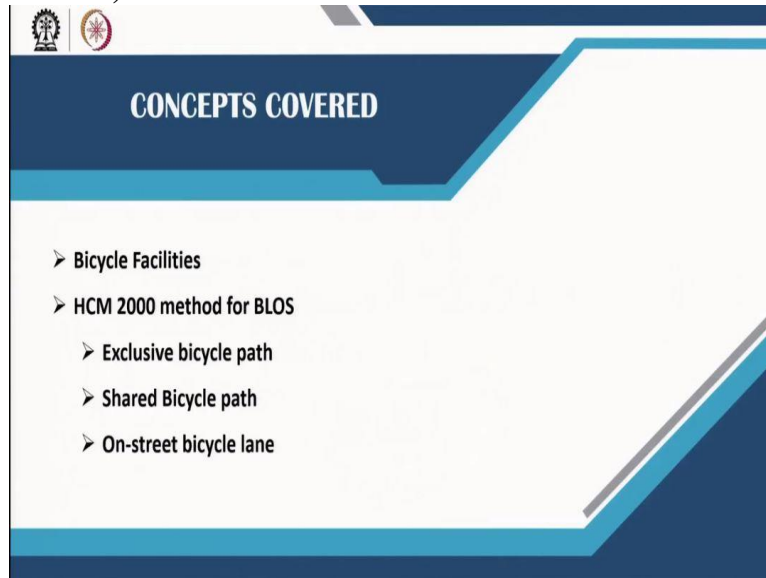 CONCEPTS COVERED
➢ Bicycle Facilities
➢ HCM 2000 method for BLOS
➢ Exclusive bicycle path
➢ Shared Bicycle path
➢ On-street bicycle lane